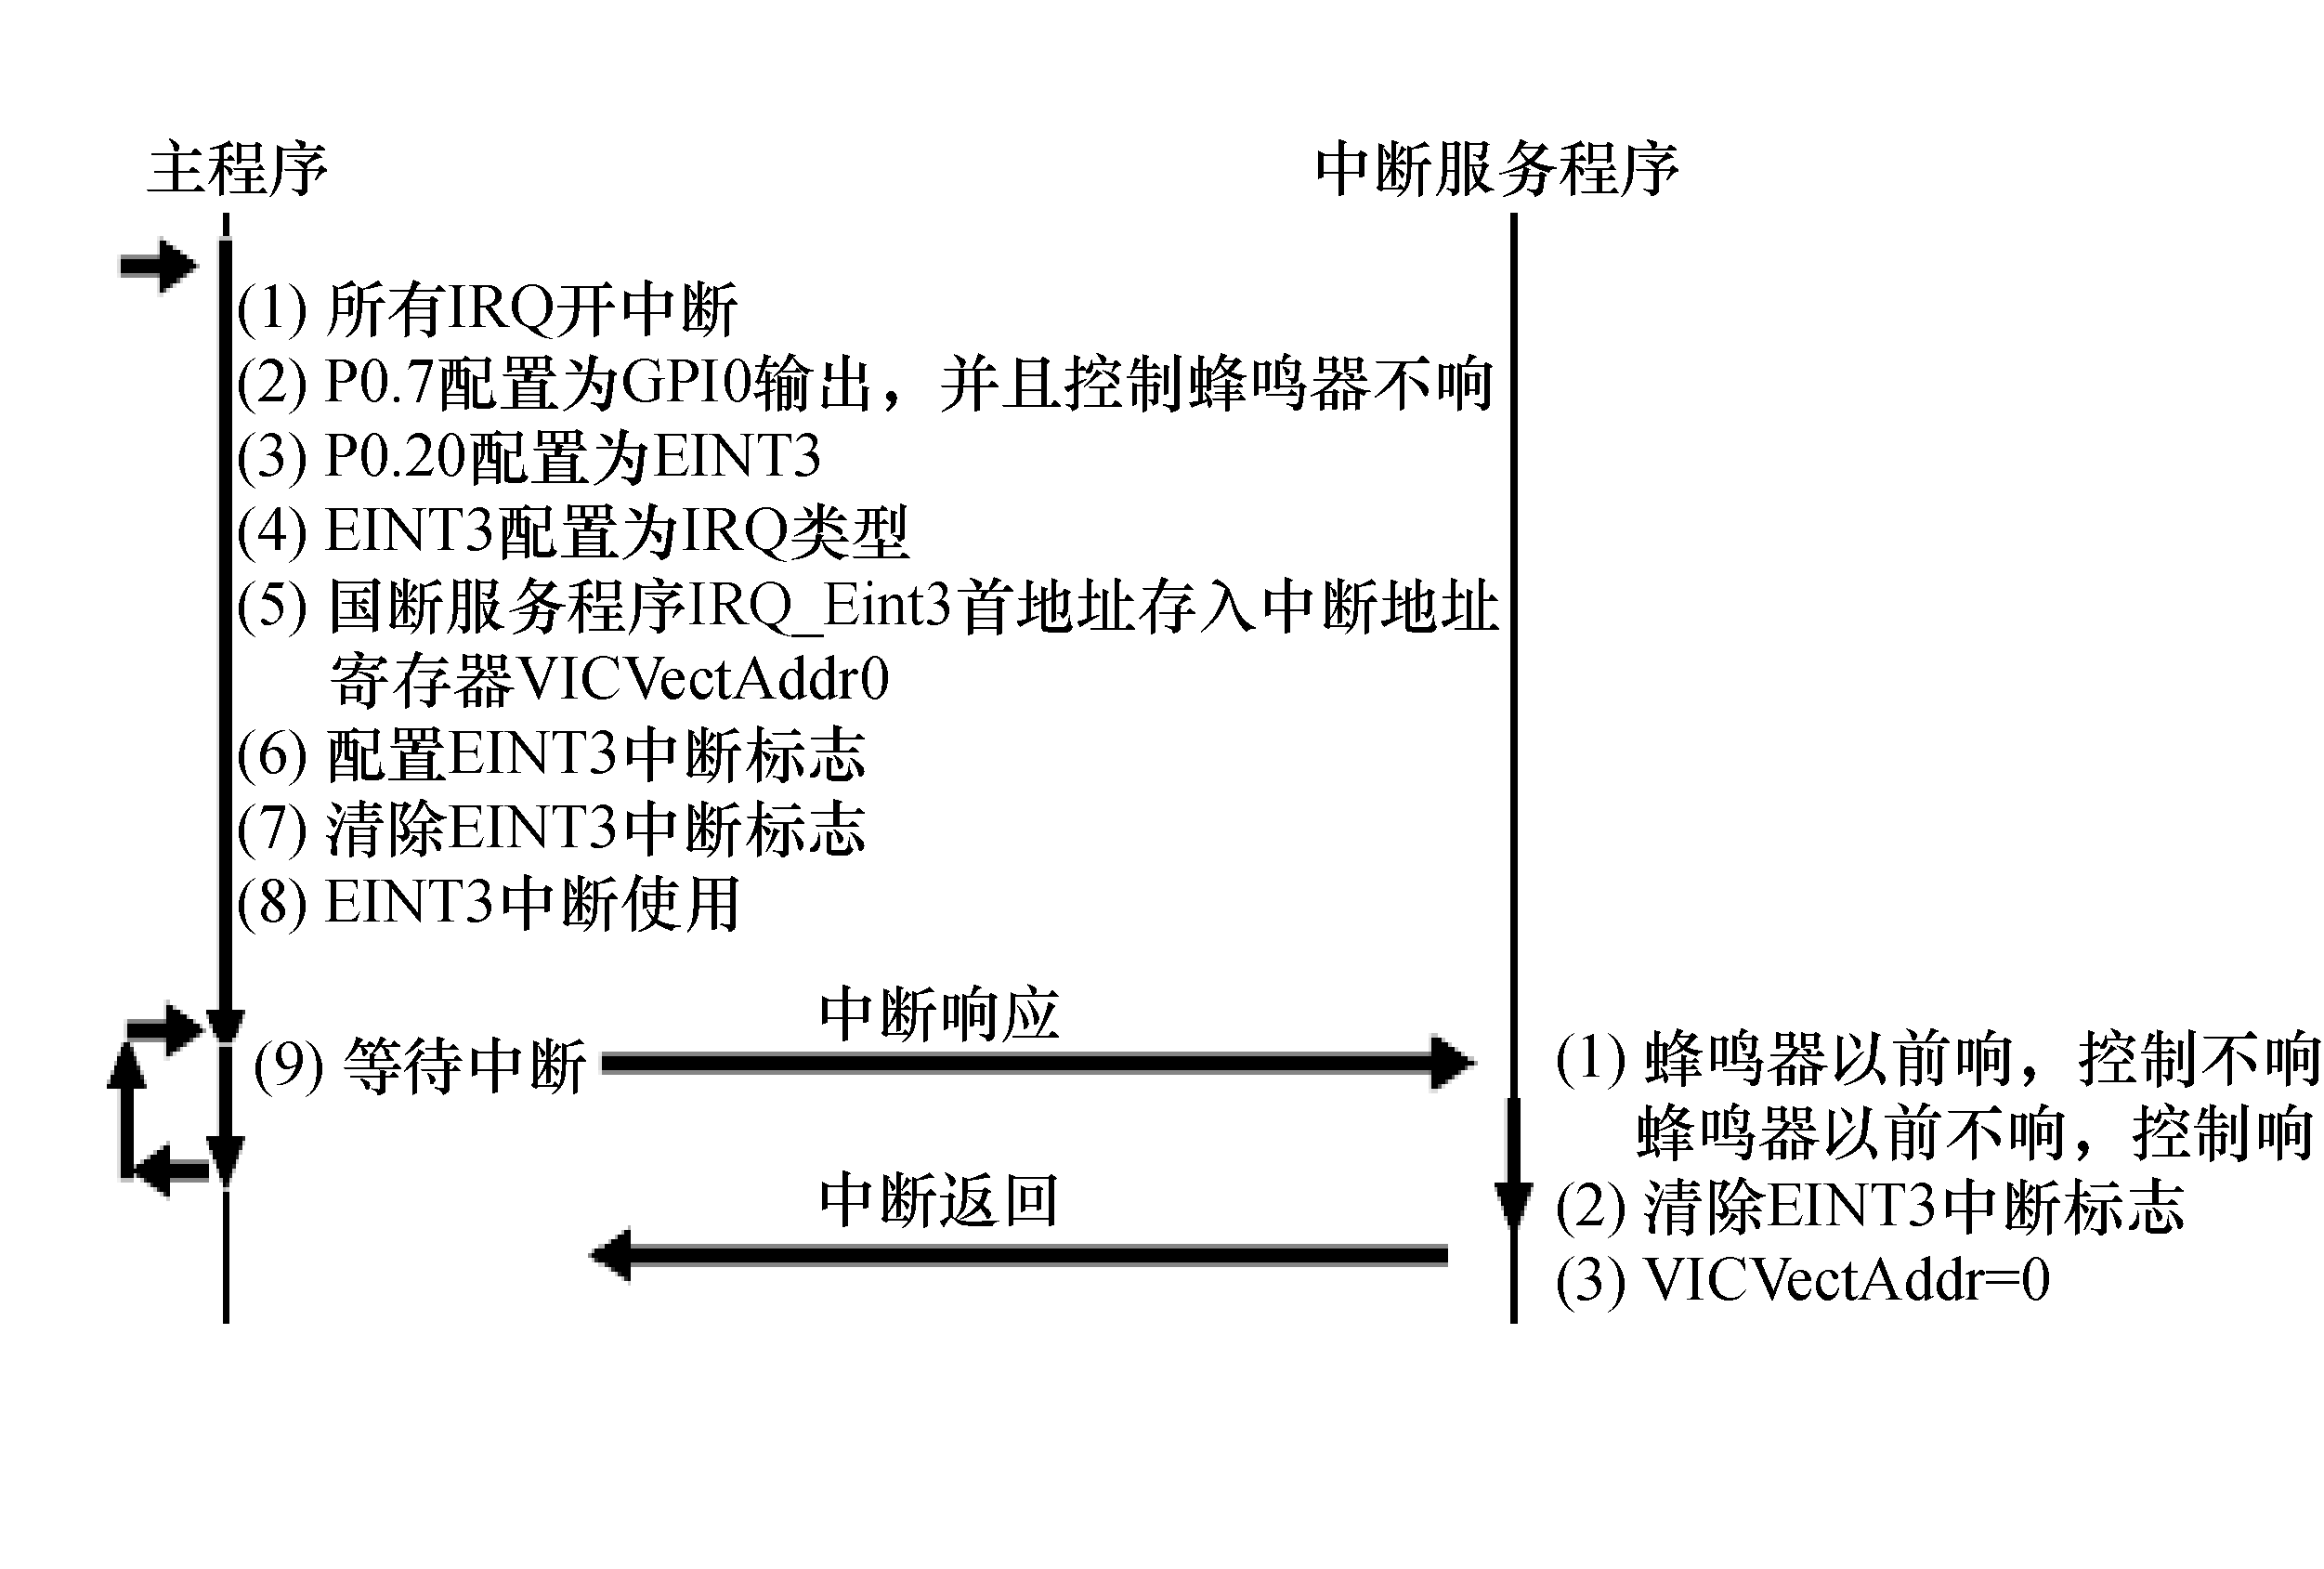 主程序
中断服务程序
(1) 所有IRQ开中断
(2) P0.7配置为GPI0输出，并且控制蜂鸣器不响
(3) P0.20配置为EINT3
(4) EINT3配置为IRQ类型
(5) 国断服务程序IRQ_Eint3首地址存入中断地址
寄存器VICVectAddr0
(6) 配置EINT3中断标志
(7) 清除EINT3中断标志
(8) EINT3中断使用
中断响应
(9) 等待中断
(1) 蜂鸣器以前响，控制不响
蜂鸣器以前不响，控制响
中断返回
(2) 清除EINT3中断标志
(3) VICVectAddr=0